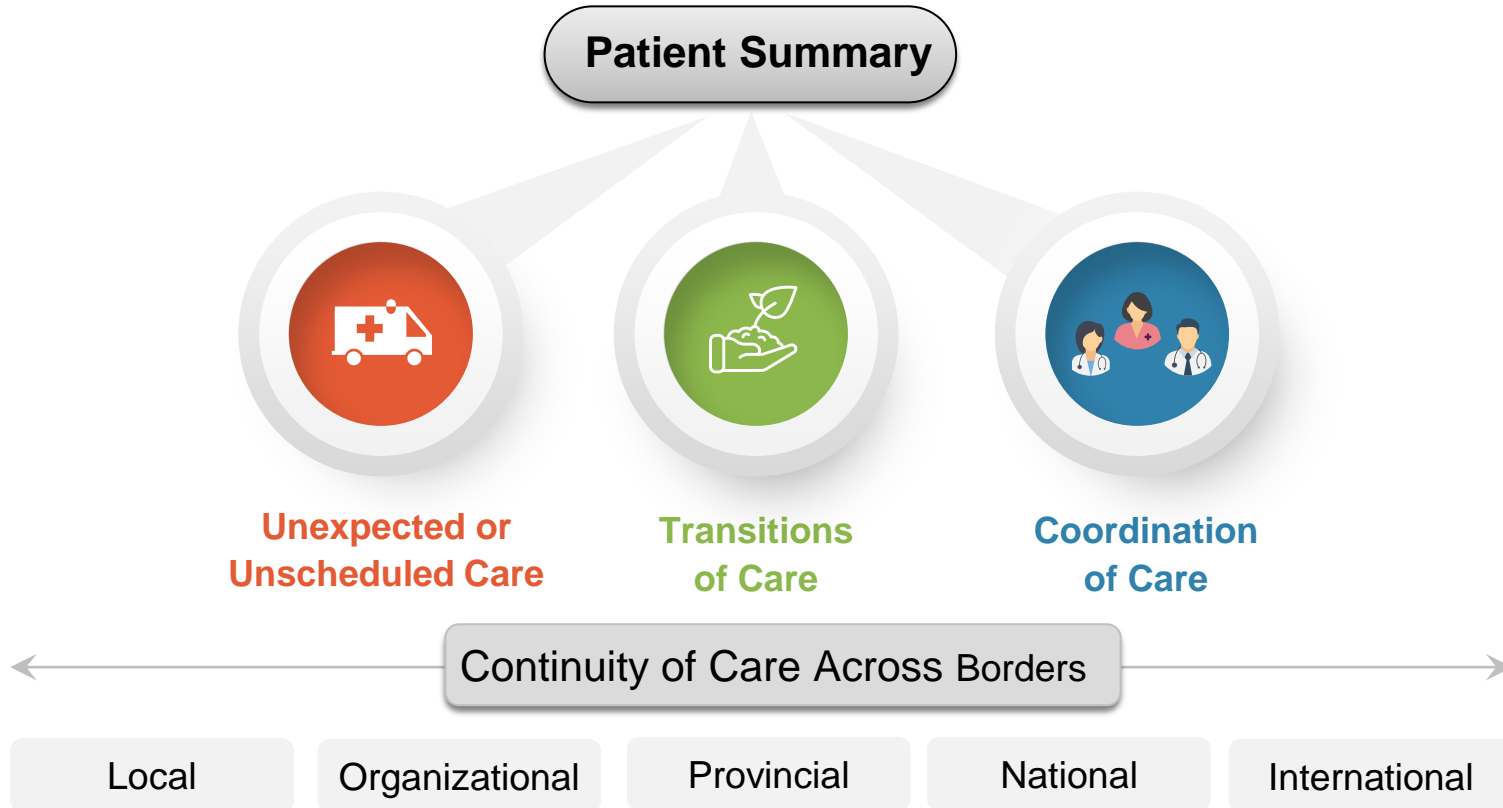 Patient Summary
Unexpected or
Unscheduled Care
Transitions
of Care
Coordination
of Care
Continuity of Care Across Borders
Local
Organizational
Provincial
National
International